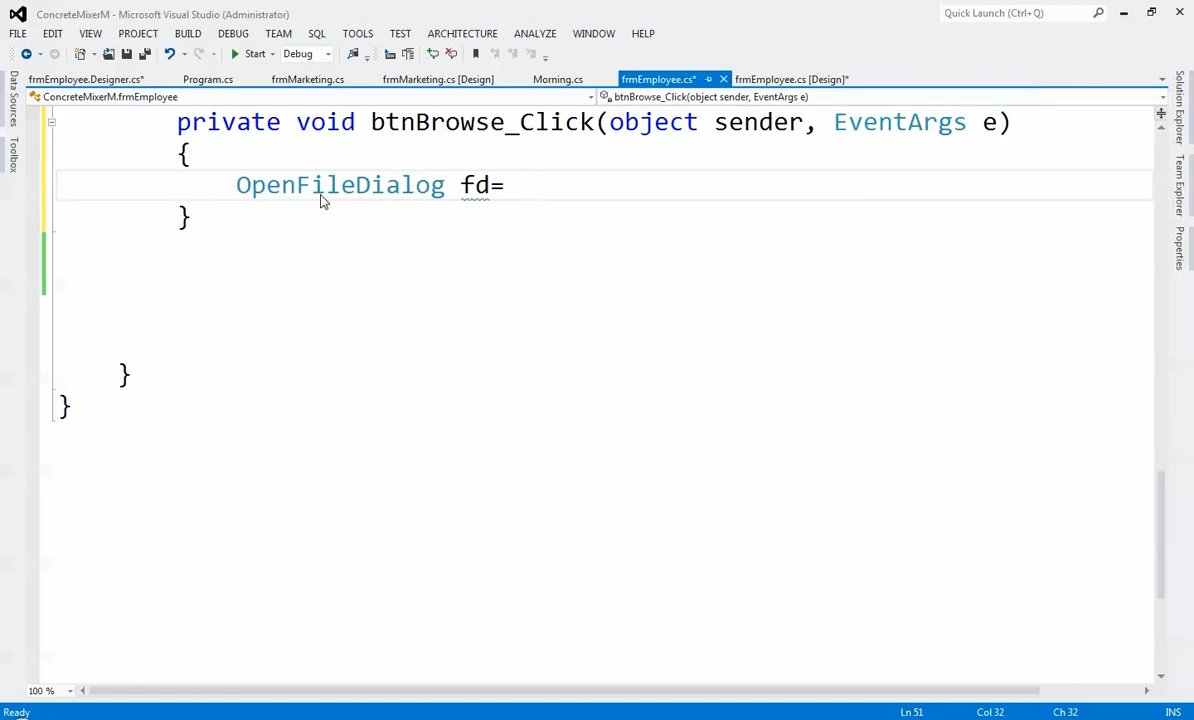 ConcreteMixerM - Microsoft Visual Studio (Administrator)
Quick Launch (Ctrl+Q)
FILE EDIT VIEW PROJECT BUILD DEBUG TEAM SQL TOOLS TEST ARCHITECTURE ANALYZE WINDOW HELP
Start Debug
frmEmployee.Designer.cs* Program.cs frmMarketing.cs frmMarketing.cs [Design] Morning.cs frmEmployee.cs* frmEmployee.cs [Design]*
ConcreteMixerM.frmEmployee btnBrowse_Click(object sender, EventArgs e)
Data Sources
Toolbox
private void btnBrowse_Click(object sender, EventArgs e)
{
OpenFileDialog fd=
}
}
}
Solution Explorer
Team Explorer
Properties
100 %
Ready Ln 51 Col 32 Ch 32 INS